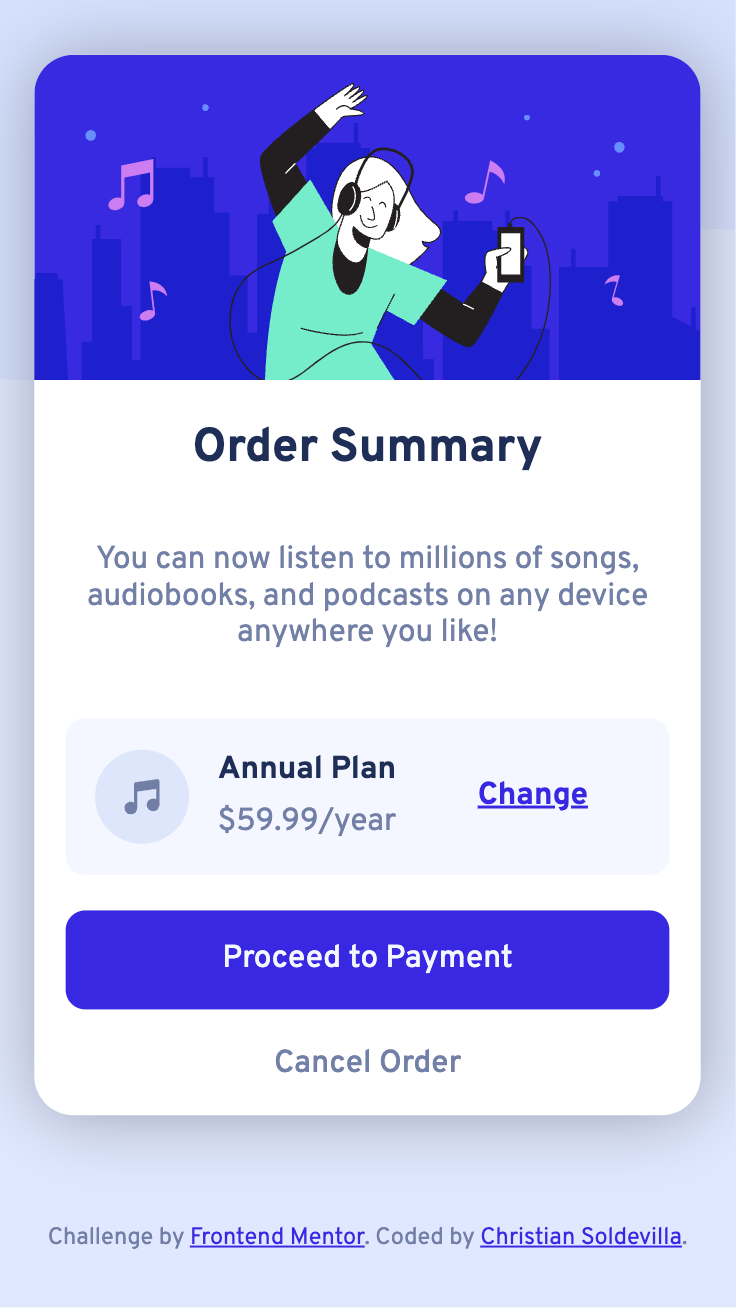 Order Summary
You can now listen to millions of songs,
audiobooks, and podcasts on any device
anywhere you like!
Annual Plan
$59.99/year
Change
Proceed to Payment
Cancel Order
Challenge by Frontend Mentor. Coded by Christian Soldevilla.